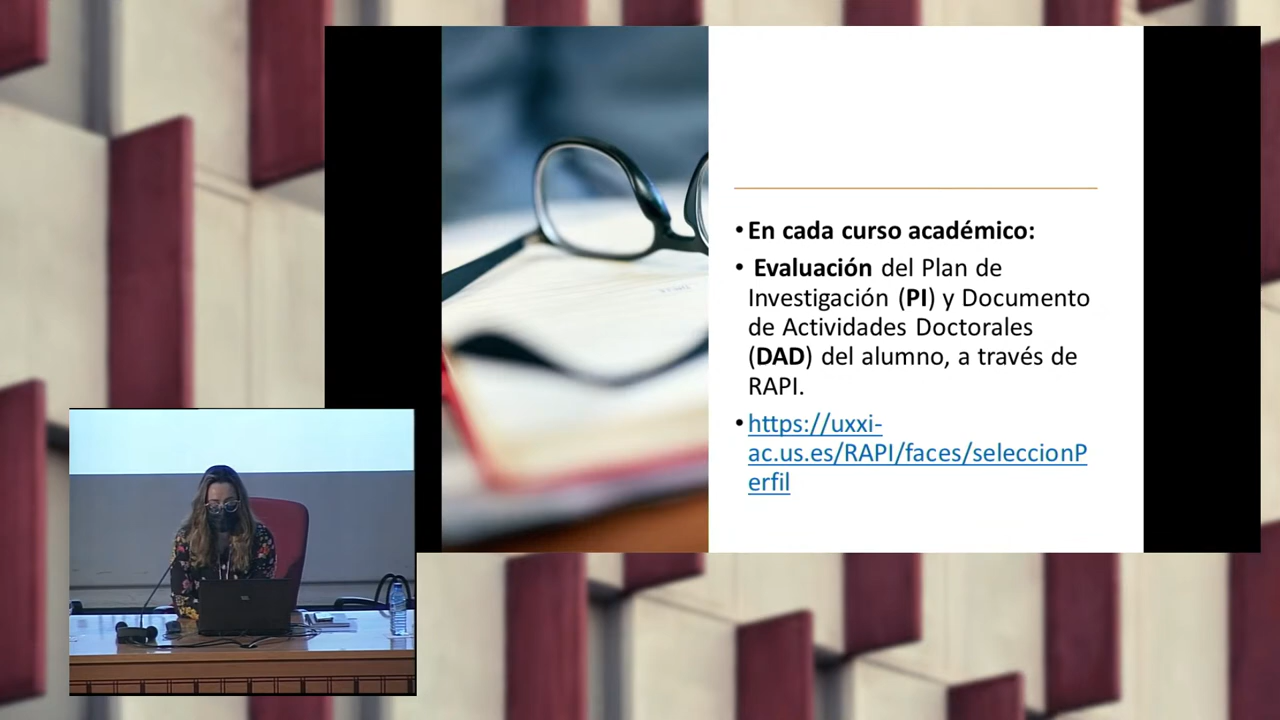 • En cada curso académico:
• Evaluación del Plan de
Investigación (PI) y Documento
de Actividades Doctorales
(DAD) del alumno, a través de
RAPI.
• https://uxxi-
ac.us.es/RAPI/faces/seleccionP
erfil